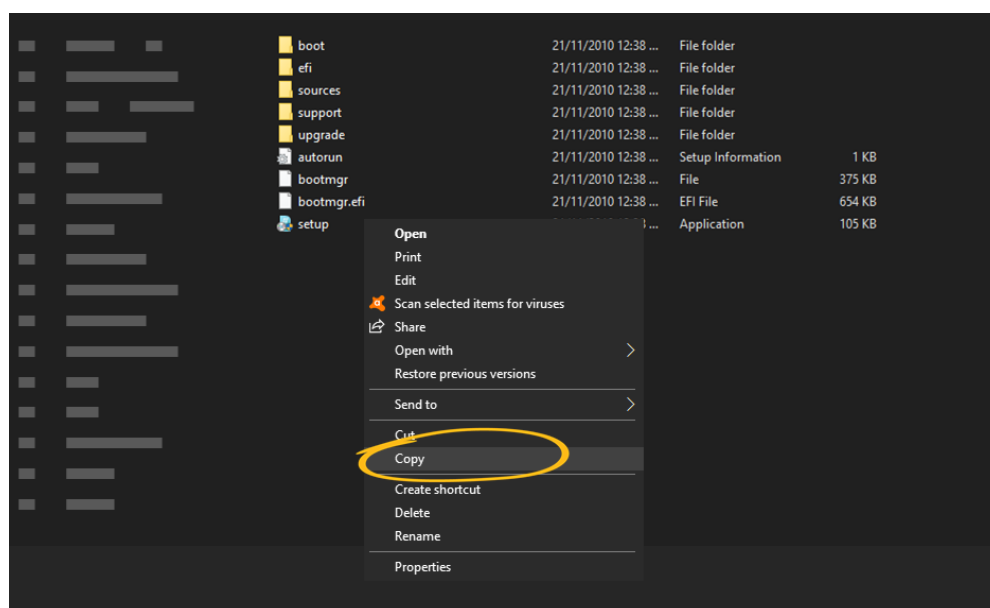 boot 21/11/2010 12:38 ... File folder
efi 21/11/2010 12:38 ... File folder
sources 21/11/2010 12:38 ... File folder
support 21/11/2010 12:38 ... File folder
upgrade 21/11/2010 12:38 ... File folder
autorun 21/11/2010 12:38 ... Setup Information 1 KB
bootmgr 21/11/2010 12:38 ... File 375 KB
bootmgr.efi 21/11/2010 12:38 ... EFI File 654 KB
setup ... Application 105 KB
Open
Print
Edit
Scan selected items for viruses
Share
Open with
Restore previous versions
Send to
Cut
Copy
Create shortcut
Delete
Rename
Properties